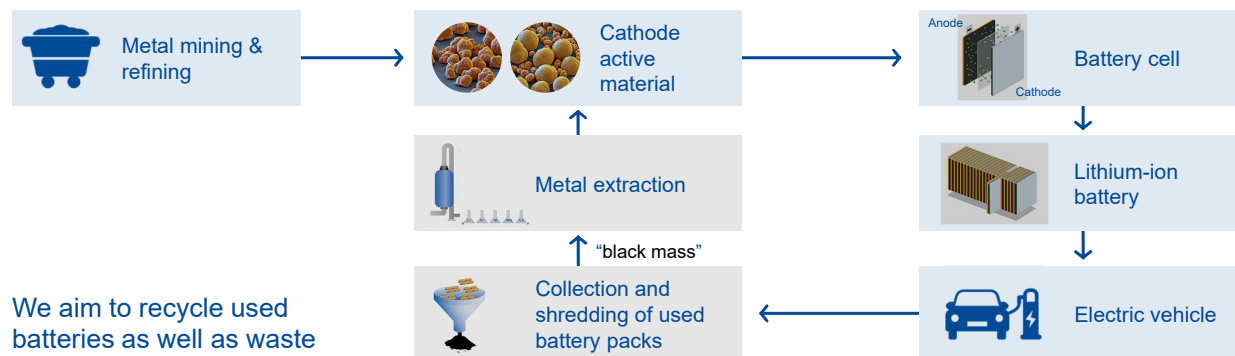 Metal mining &
refining
Cathode
active
material
Anode
Cathode
Battery cell
Metal extraction
Lithium-ion
battery
“black mass”
We aim to recycle used
batteries as well as waste
Collection and
shredding of used
battery packs
Electric vehicle